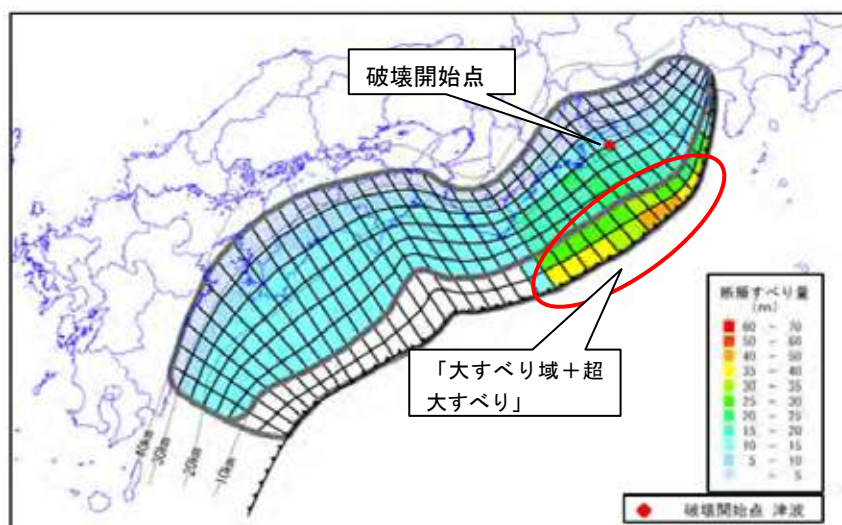 破壊開始点
「大すべり域＋超
大すべり」
40km
30km
20km
10km
断層すべり量
(m)
60 ～ 70
50 ～ 60
40 ～ 50
35 ～ 40
30 ～ 35
25 ～ 30
20 ～ 25
15 ～ 20
10 ～ 15
5 ～ 10
～ 5
破壊開始点 津波